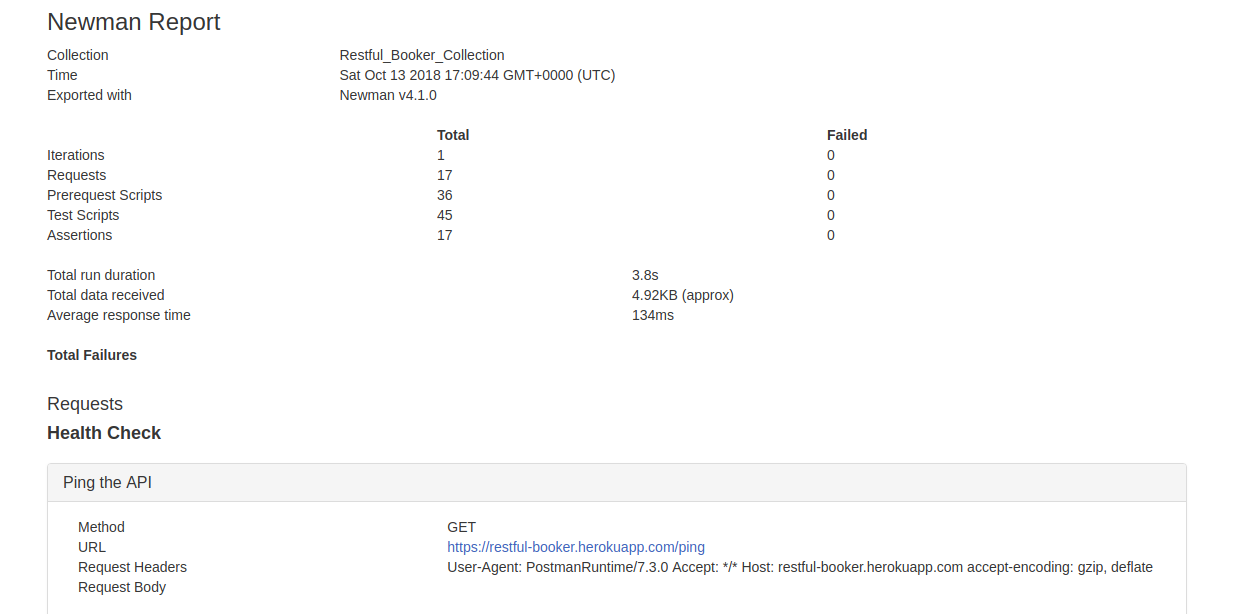 Newman Report
Collection Restful_Booker_Collection
Time Sat Oct 13 2018 17:09:44 GMT+0000 (UTC)
Exported with Newman v4.1.0
Total Failed
Iterations 1 0
Requests 17 0
Prerequest Scripts 36 0
Test Scripts 45 0
Assertions 17 0
Total run duration 3.8s
Total data received 4.92KB (approx)
Average response time 134ms
Total Failures
Requests
Health Check
Ping the API
Method GET
URL https://restful-booker.herokuapp.com/ping
Request Headers User-Agent: PostmanRuntime/7.3.0 Accept: */* Host: restful-booker.herokuapp.com accept-encoding: gzip, deflate
Request Body